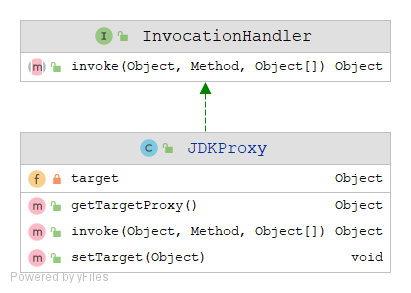 I InvocationHandler
m invoke(Object, Method, Object[]) Object
C JDKProxy
f target Object
m getTargetProxy() Object
m invoke(Object, Method, Object[]) Object
m setTarget(Object) void
Powered by yFiles